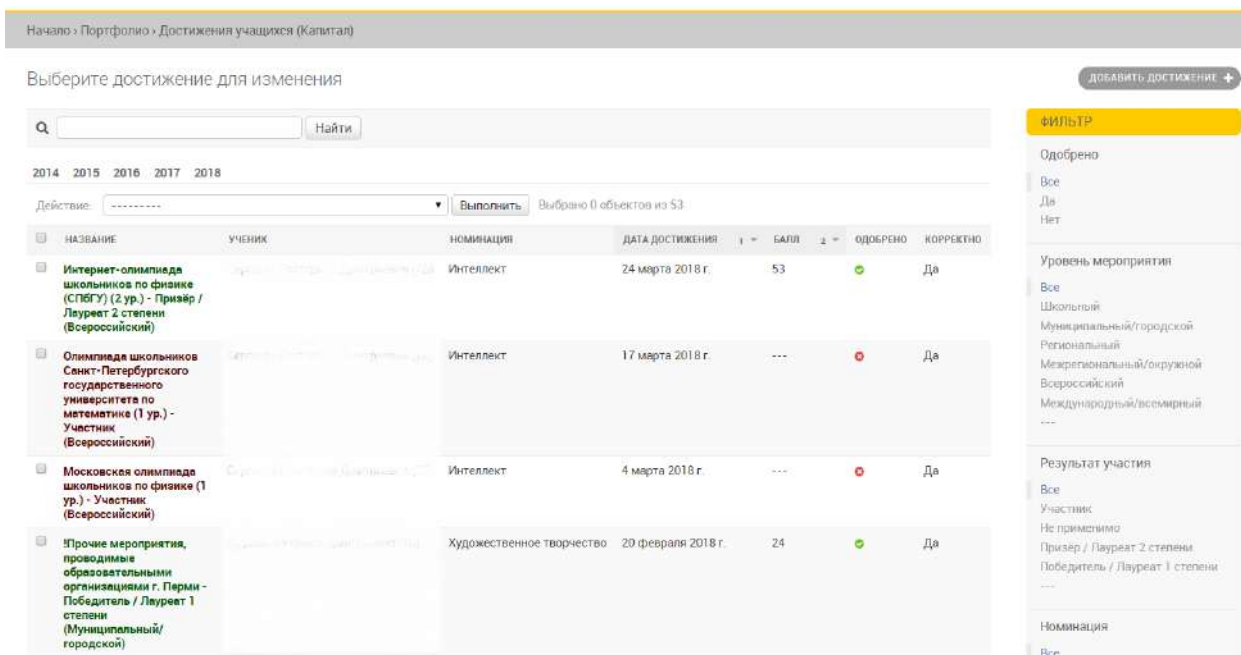 Начало › Портфолио › Достижения учащихся (Капитал)
Выберите достижение для изменения
ДОБАВИТЬ ДОСТИЖЕНИЕ +
Найти
2014 2015 2016 2017 2018
Действие: --------- Выполнить Выбрано 0 объектов из 53
НАЗВАНИЕ УЧЕНИК НОМИНАЦИЯ ДАТА ДОСТИЖЕНИЯ 1 БАЛЛ 2 ОДОБРЕНО КОРРЕКТНО
Интернет-олимпиада
школьников по физике
(СПбГУ) (2 ур.) - Призёр /
Лауреат 2 степени
(Всероссийский)
Интеллект 24 марта 2018 г. 53 Да
Олимпиада школьников
Санкт-Петербургского
государственного
университета по
математике (1 ур.) -
Участник
(Всероссийский)
Интеллект 17 марта 2018 г. --- Да
Московская олимпиада
школьников по физике (1
ур.) - Участник
(Всероссийский)
Интеллект 4 марта 2018 г. --- Да
!Прочие мероприятия,
проводимые
образовательными
организациями г. Перми -
Победитель / Лауреат 1
степени
(Муниципальный/
городской)
Художественное творчество 20 февраля 2018 г. 24 Да
ФИЛЬТР
Одобрено
Все
Да
Нет
Уровень мероприятия
Все
Школьный
Муниципальный/городской
Региональный
Межрегиональный/окружной
Всероссийский
Международный/всемирный
---
Результат участия
Все
Участник
Не применимо
Призёр / Лауреат 2 степени
Победитель / Лауреат 1 степени
---
Номинация
Все